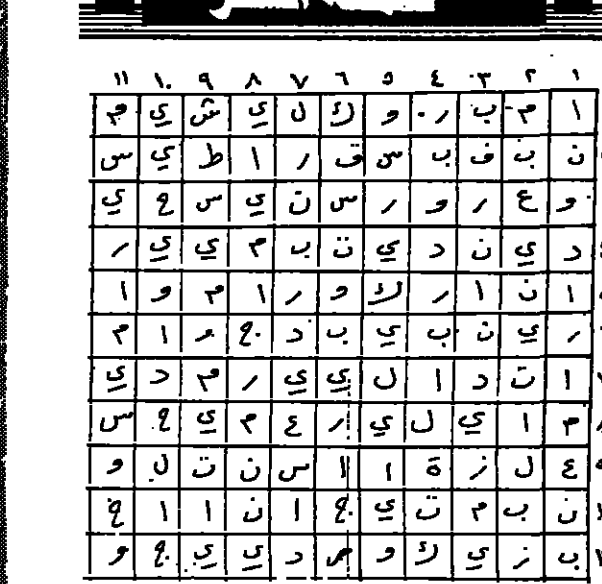 ١ ٢ ٣ ٤ ٥ ٦ ٧ ٨ ٩ ١٠ ١١
ا م ب ر و ك ل ي ش ي م
ن ب ف ب س ق ر ا ط ي س
و ع ر و ر س ن ي س ج ي
د ي ن د ي ت ب م ي ي ر
ا ن ا ر ك و ر ا م و ا
ر ي ن ب ي ب د ج و ا م
ا ت د ا ل ي ي ر م د ي
م ا ي ل ي ر ع م ي ج س
ع ل ز ة ا ا س ن ت ل و
ن ب م ت ي ج ا ن ا ا خ
ب ز ي ك و م د ي ي ج و